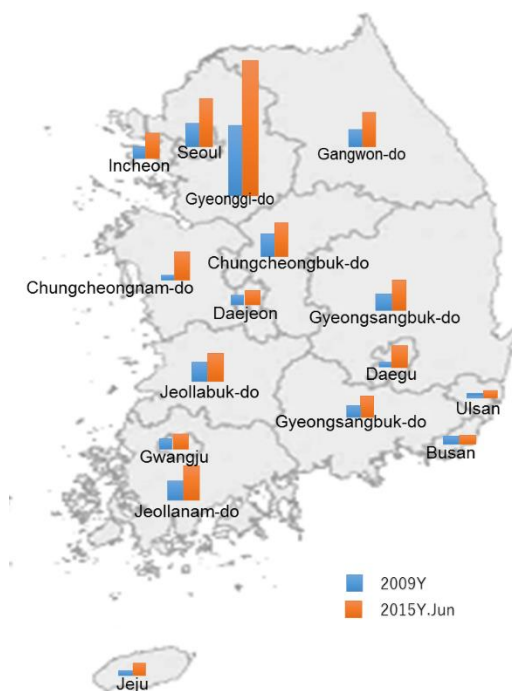 Seoul
Incheon
Gangwon-do
Gyeonggi-do
Chungcheongbuk-do
Chungcheongnam-do
Daejeon
Gyeongsangbuk-do
Daegu
Jeollabuk-do
Ulsan
Gyeongsangbuk-do
Busan
Gwangju
Jeollanam-do
2009Y
2015Y.Jun
Jeju